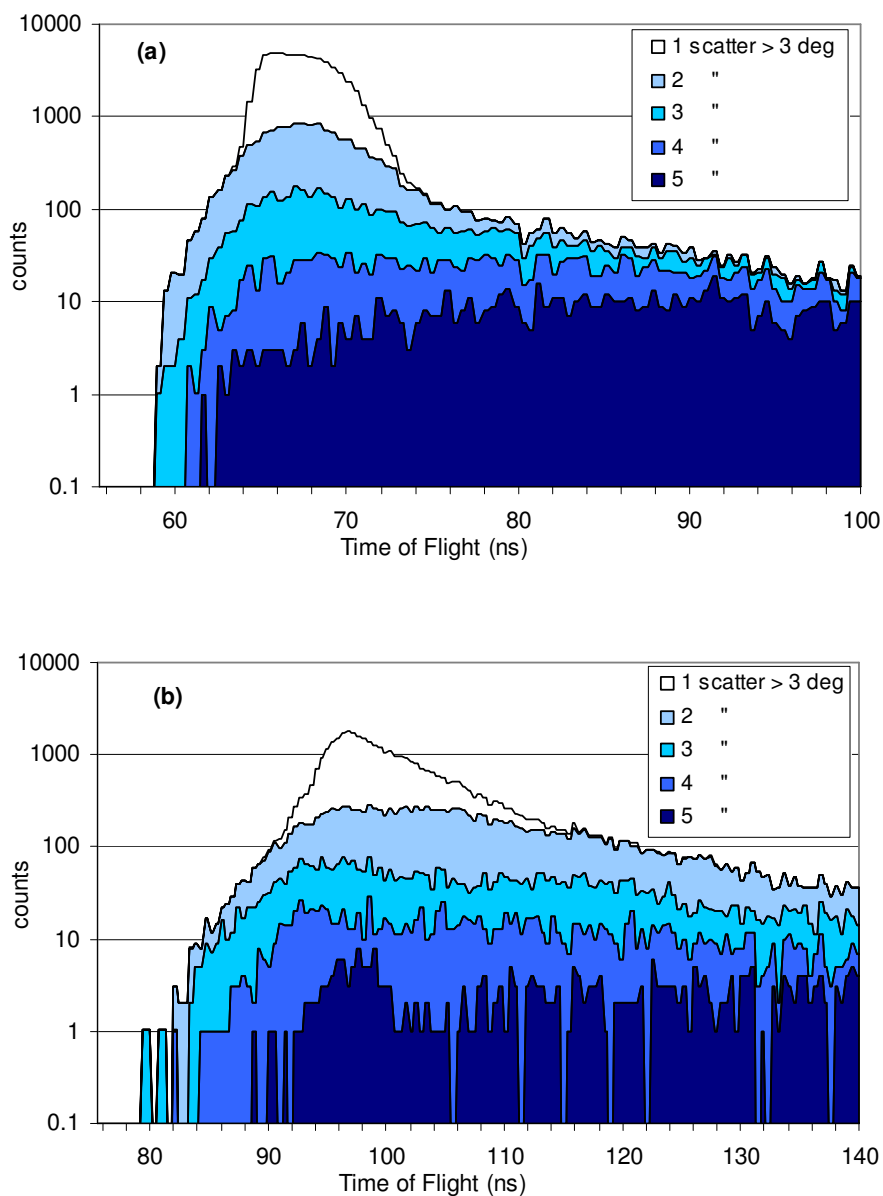 10000
1000
100
10
1
0.1
counts
(a)
1 scatter > 3 deg
2 "
3 "
4 "
5 "
60 70 80 90 100
Time of Flight (ns)
10000
1000
100
10
1
0.1
counts
(b)
1 scatter > 3 deg
2 "
3 "
4 "
5 "
80 90 100 110 120 130 140
Time of Flight (ns)